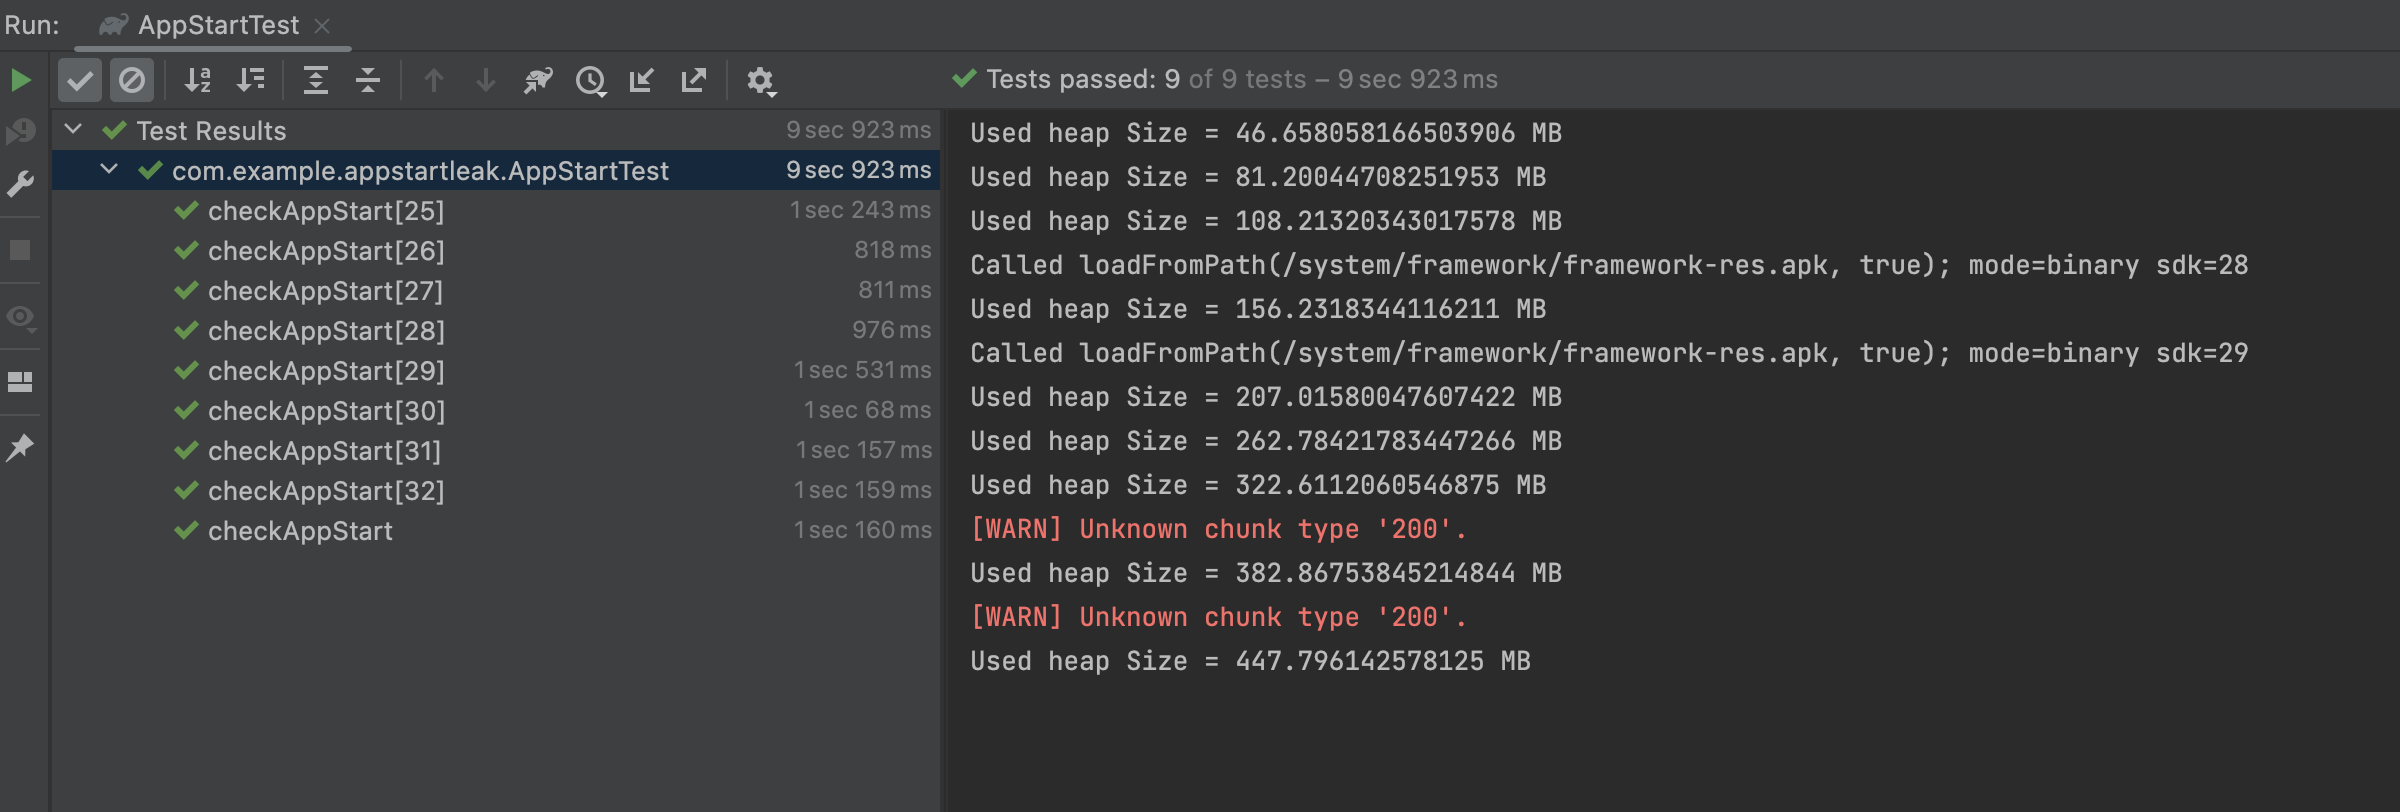 Run: AppStartTest
Tests passed: 9 of 9 tests – 9 sec 923 ms
Test Results 9 sec 923 ms
com.example.appstartleak.AppStartTest 9 sec 923 ms
checkAppStart[25] 1 sec 243 ms
checkAppStart[26] 818 ms
checkAppStart[27] 811 ms
checkAppStart[28] 976 ms
checkAppStart[29] 1 sec 531 ms
checkAppStart[30] 1 sec 68 ms
checkAppStart[31] 1 sec 157 ms
checkAppStart[32] 1 sec 159 ms
checkAppStart 1 sec 160 ms
Used heap Size = 46.658058166503906 MB
Used heap Size = 81.20044708251953 MB
Used heap Size = 108.21320343017578 MB
Called loadFromPath(/system/framework/framework-res.apk, true); mode=binary sdk=28
Used heap Size = 156.2318344116211 MB
Called loadFromPath(/system/framework/framework-res.apk, true); mode=binary sdk=29
Used heap Size = 207.01580047607422 MB
Used heap Size = 262.78421783447266 MB
Used heap Size = 322.6112060546875 MB
[WARN] Unknown chunk type '200'.
Used heap Size = 382.86753845214844 MB
[WARN] Unknown chunk type '200'.
Used heap Size = 447.796142578125 MB